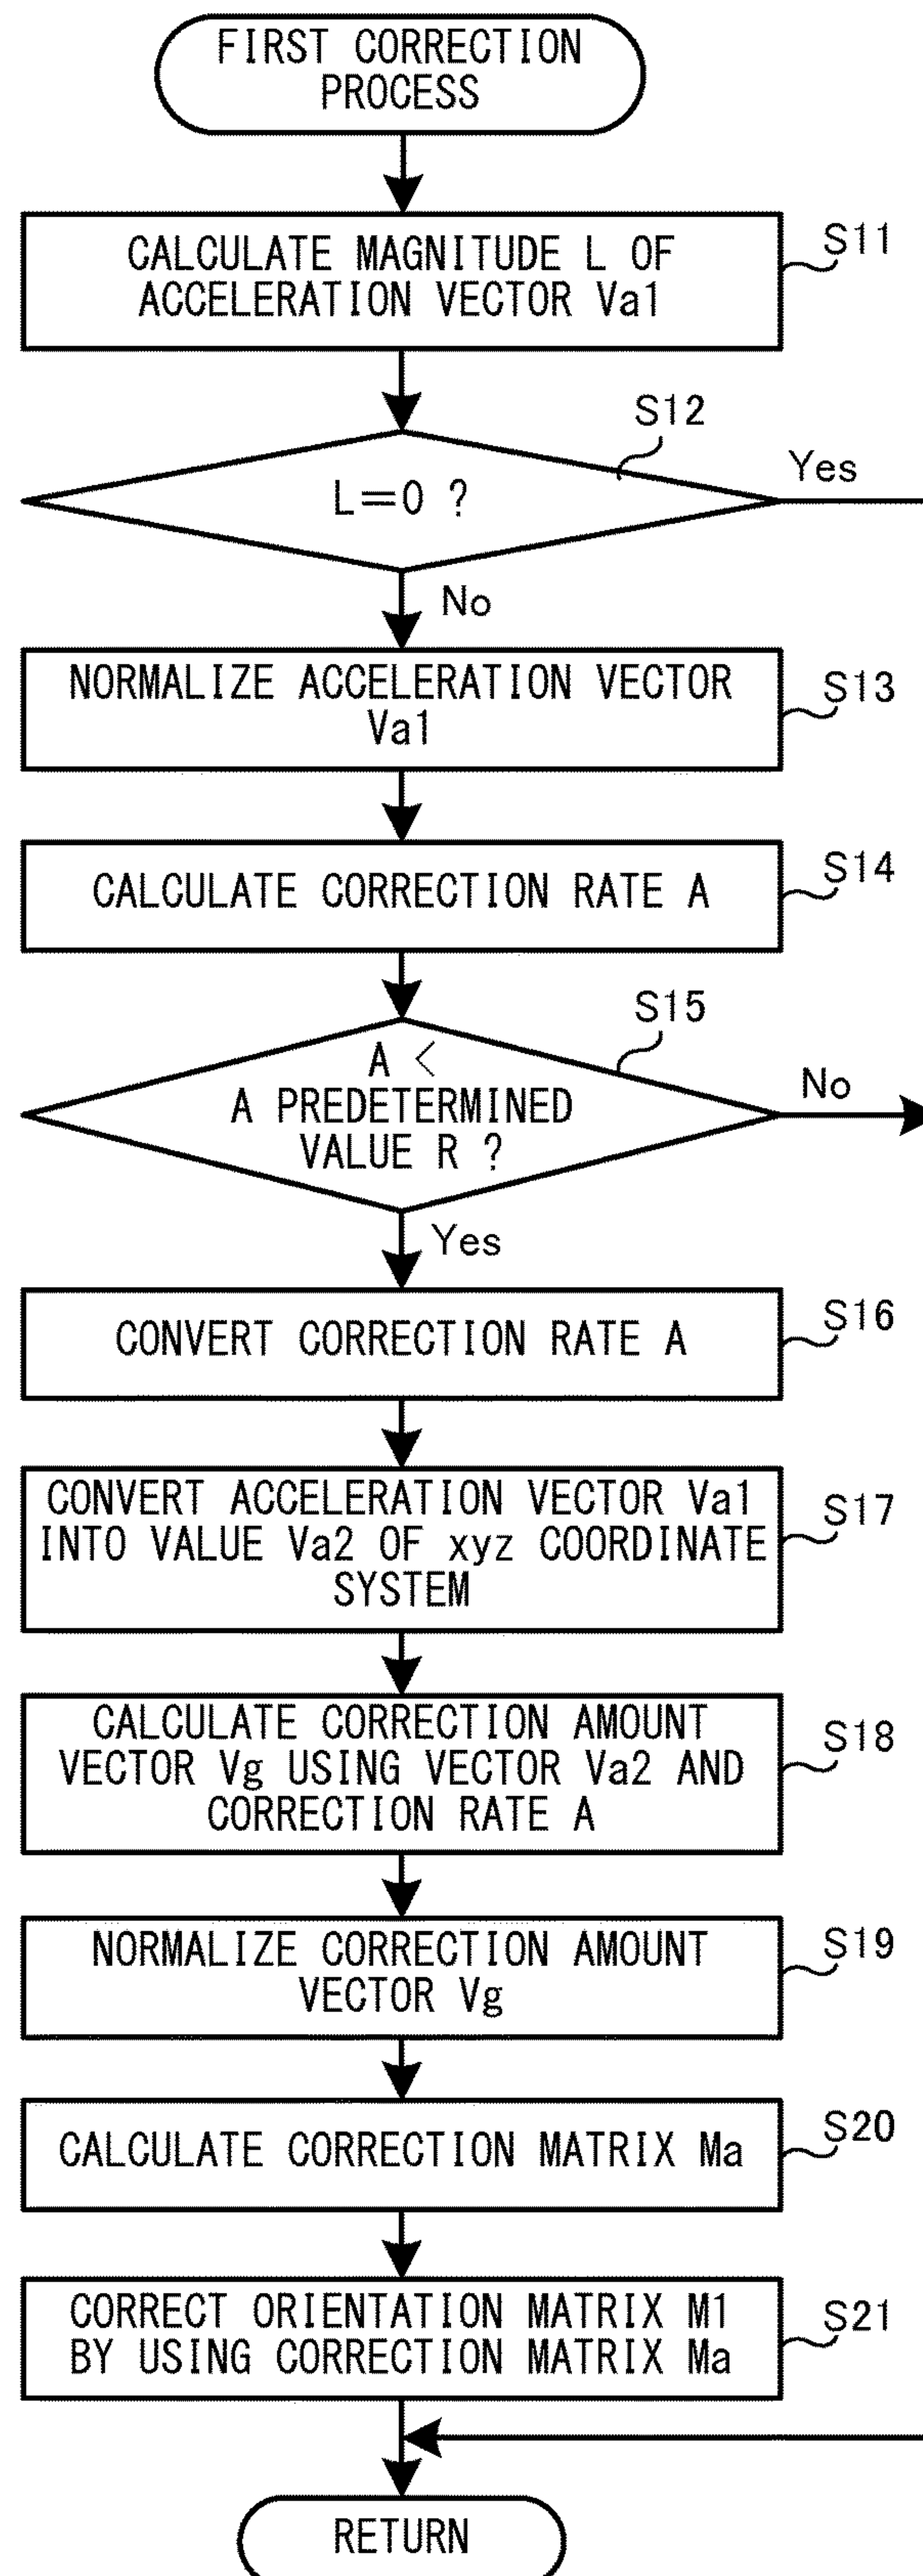 FIRST CORRECTION
PROCESS
CALCULATE MAGNITUDE L OF
ACCELERATION VECTOR Va1
S11
S12
L=0 ?
Yes
No
NORMALIZE ACCELERATION VECTOR
Va1
S13
CALCULATE CORRECTION RATE A
S14
S15
A <
A PREDETERMINED
VALUE R ?
No
Yes
CONVERT CORRECTION RATE A
S16
CONVERT ACCELERATION VECTOR Va1
INTO VALUE Va2 OF xyz COORDINATE
SYSTEM
S17
CALCULATE CORRECTION AMOUNT
VECTOR Vg USING VECTOR Va2 AND
CORRECTION RATE A
S18
NORMALIZE CORRECTION AMOUNT
VECTOR Vg
S19
CALCULATE CORRECTION MATRIX Ma
S20
CORRECT ORIENTATION MATRIX M1
BY USING CORRECTION MATRIX Ma
S21
RETURN